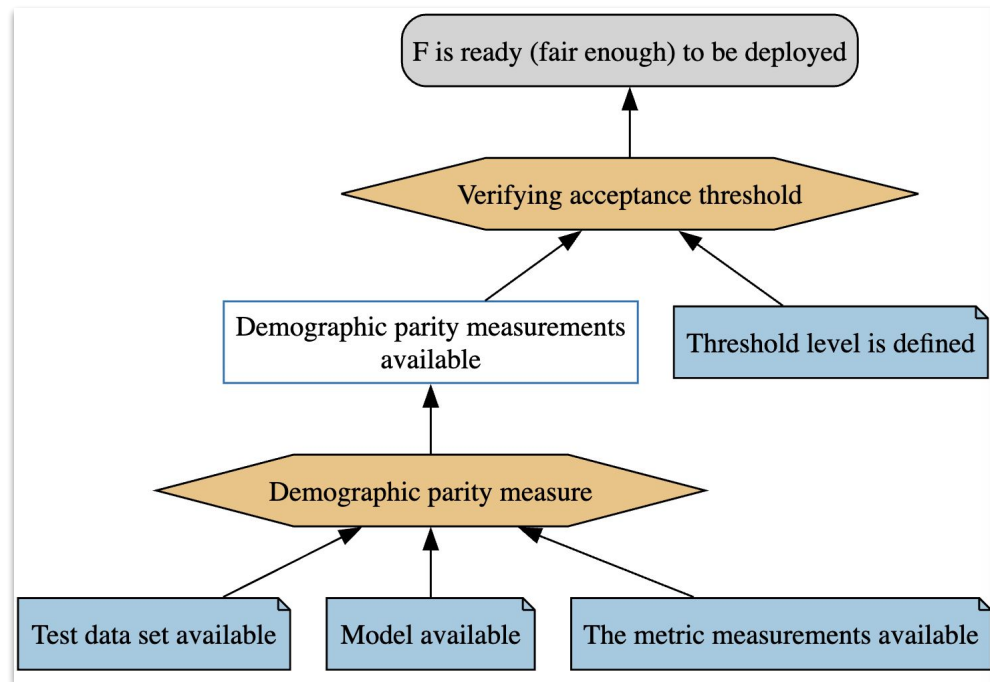 F is ready (fair enough) to be deployed
Verifying acceptance threshold
Demographic parity measurements
available
Threshold level is defined
Demographic parity measure
Test data set available
Model available
The metric measurements available